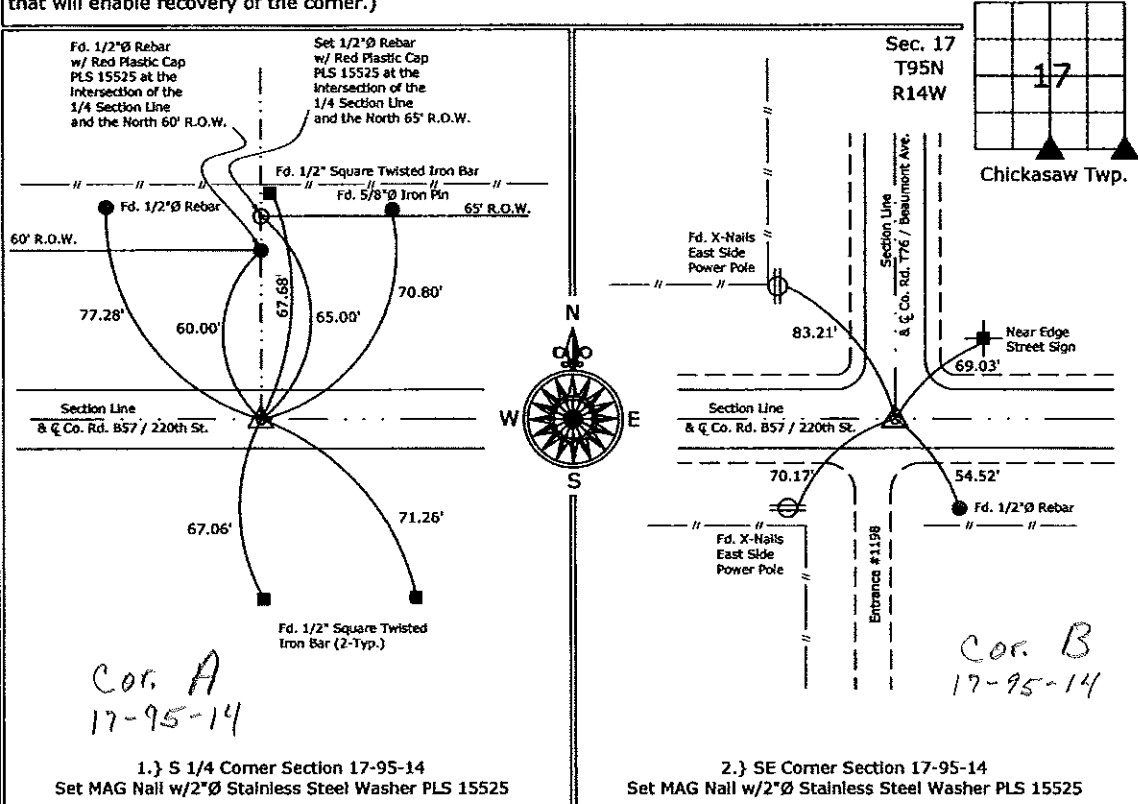 that will enable recovery of the corner.}
Fd. 1/2"Ø Rebar
w/ Red Plastic Cap
PLS 15525 at the
Intersection of the
1/4 Section Line
and the North 60' R.O.W.
Set 1/2"Ø Rebar
w/ Red Plastic Cap
PLS 15525 at the
Intersection of the
1/4 Section Line
and the North 65' R.O.W.
Fd. 1/2" Square Twisted Iron Bar
Fd. 1/2"Ø Rebar
Fd. 5/8"Ø Iron Pin
65' R.O.W.
60' R.O.W.
77.28'
60.00'
67.68'
65.00'
70.80'
Section Line
& ℄ Co. Rd. B57 / 220th St.
67.06'
71.26'
Fd. 1/2" Square Twisted
Iron Bar (2-Typ.)
Cor. A
17-95-14
1.} S 1/4 Corner Section 17-95-14
Set MAG Nail w/2"Ø Stainless Steel Washer PLS 15525
N
W
E
S
Sec. 17
T95N
R14W
17
Chickasaw Twp.
Section Line
& ℄ Co. Rd. T76 / Beaumont Ave.
Fd. X-Nails
East Side
Power Pole
83.21'
Near Edge
Street Sign
69.03'
Section Line
& ℄ Co. Rd. B57 / 220th St.
70.17'
54.52'
Fd. 1/2"Ø Rebar
Fd. X-Nails
East Side
Power Pole
Entrance #1198
Cor. B
17-95-14
2.} SE Corner Section 17-95-14
Set MAG Nail w/2"Ø Stainless Steel Washer PLS 15525